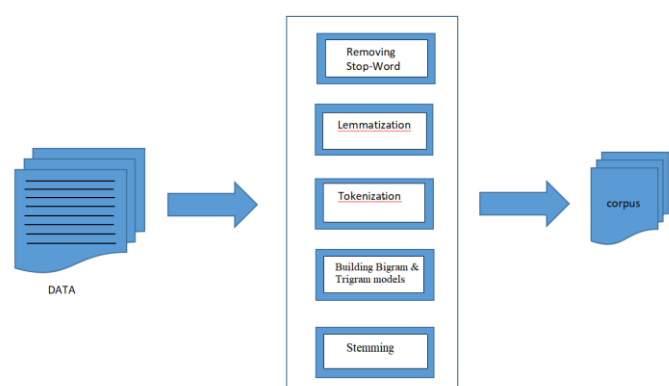 DATA
Removing
Stop-Word
Lemmatization
Tokenization
Building Bigram &
Trigram models
Stemming
corpus